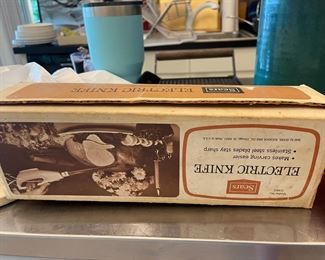 Sears
ELECTRIC KNIFE
Sears
ELECTRIC KNIFE
• Makes carving easier
• Stainless steel blades stay sharp